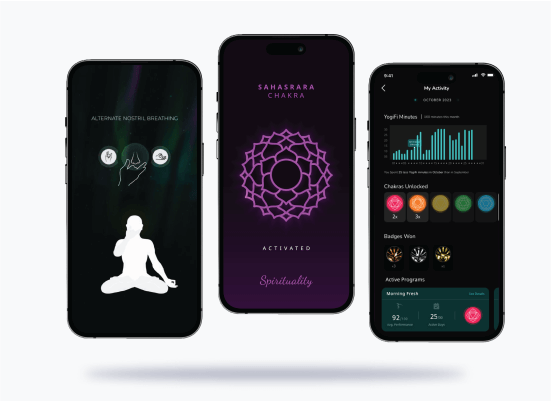 ALTERNATE NOSTRIL BREATHING
SAHASRARA
CHAKRA
ACTIVATED
Spirituality
9:41
My Activity
OCTOBER 2023
YogiFi Minutes
Chakras Unlocked
2x
3x
Badges Won
Active Programs
Morning Fresh
92
25